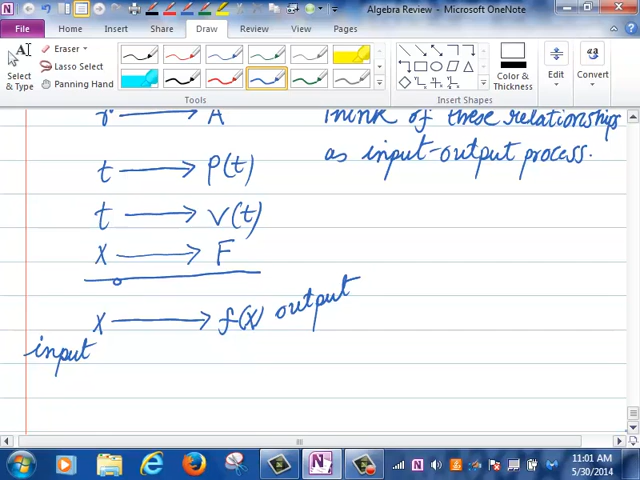 Algebra Review - Microsoft OneNote
File Home Insert Share Draw Review View
Select & Type
Eraser
Lasso Select
Panning Hand
Color & Thickness
Edit
Convert
Tools
Insert Shapes
r → A
Think of these relationships
as input-output process.
t → P(t)
t → V(t)
x → F
x → f(x) output
input
11:01 AM
5/30/2014